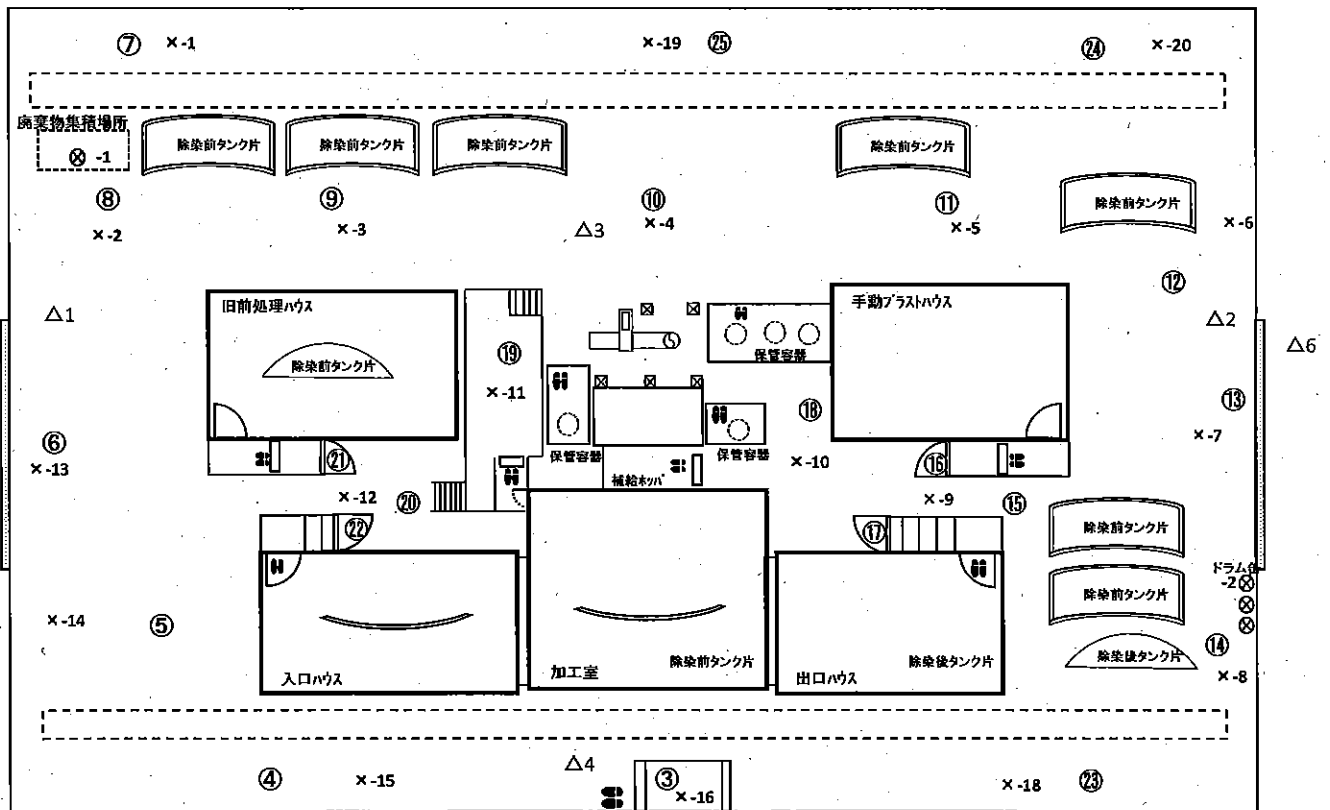 ⑦ ×-1 ×-19 ㉕ ㉔ ×-20
廃棄物集積場所
⊗ -1
除染前タンク片
除染前タンク片
除染前タンク片
除染前タンク片
除染前タンク片
⑧ ⑨ ⑩ ⑪
×-2 ×-3 △3 ×-4 ×-5 ×-6
⑫
△1
旧前処理ハウス
手動ブラストハウス
△2
△6
除染前タンク片
⑲
保管容器
×-11
⑬
⑱
⑥
×-7
×-13
㉑
保管容器
保管容器
×-10
⑯
補給ホッパ
×-12 ⑳
×-9 ⑮
㉒
⑰
除染前タンク片
ドラム缶
-2⊗
⊗
⊗
除染前タンク片
×-14 ⑤
⑭
除染後タンク片
×-8
入口ハウス
加工室
除染前タンク片
出口ハウス
除染後タンク片
④ ×-15 △4 ③ ×-16 ×-18 ㉓